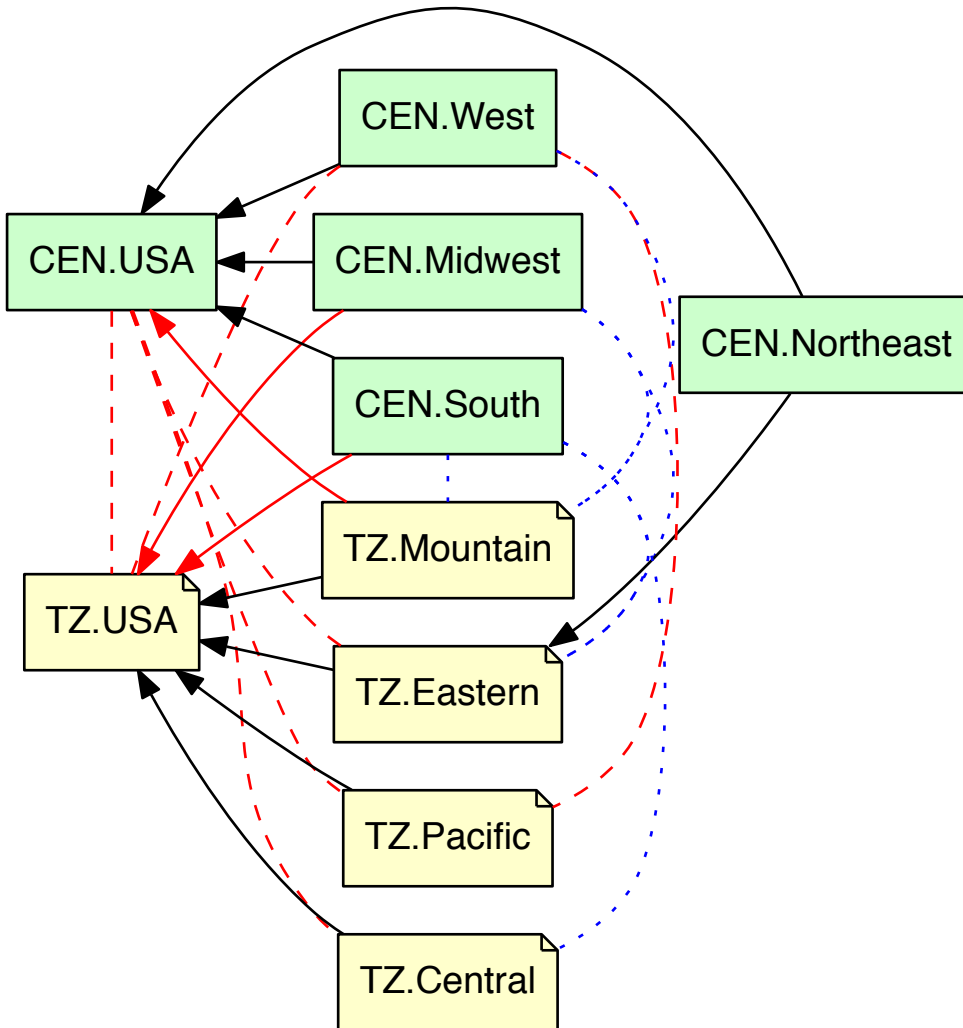 CEN.West
CEN.USA
CEN.Midwest
CEN.Northeast
CEN.South
TZ.Mountain
TZ.USA
TZ.Eastern
TZ.Pacific
TZ.Central